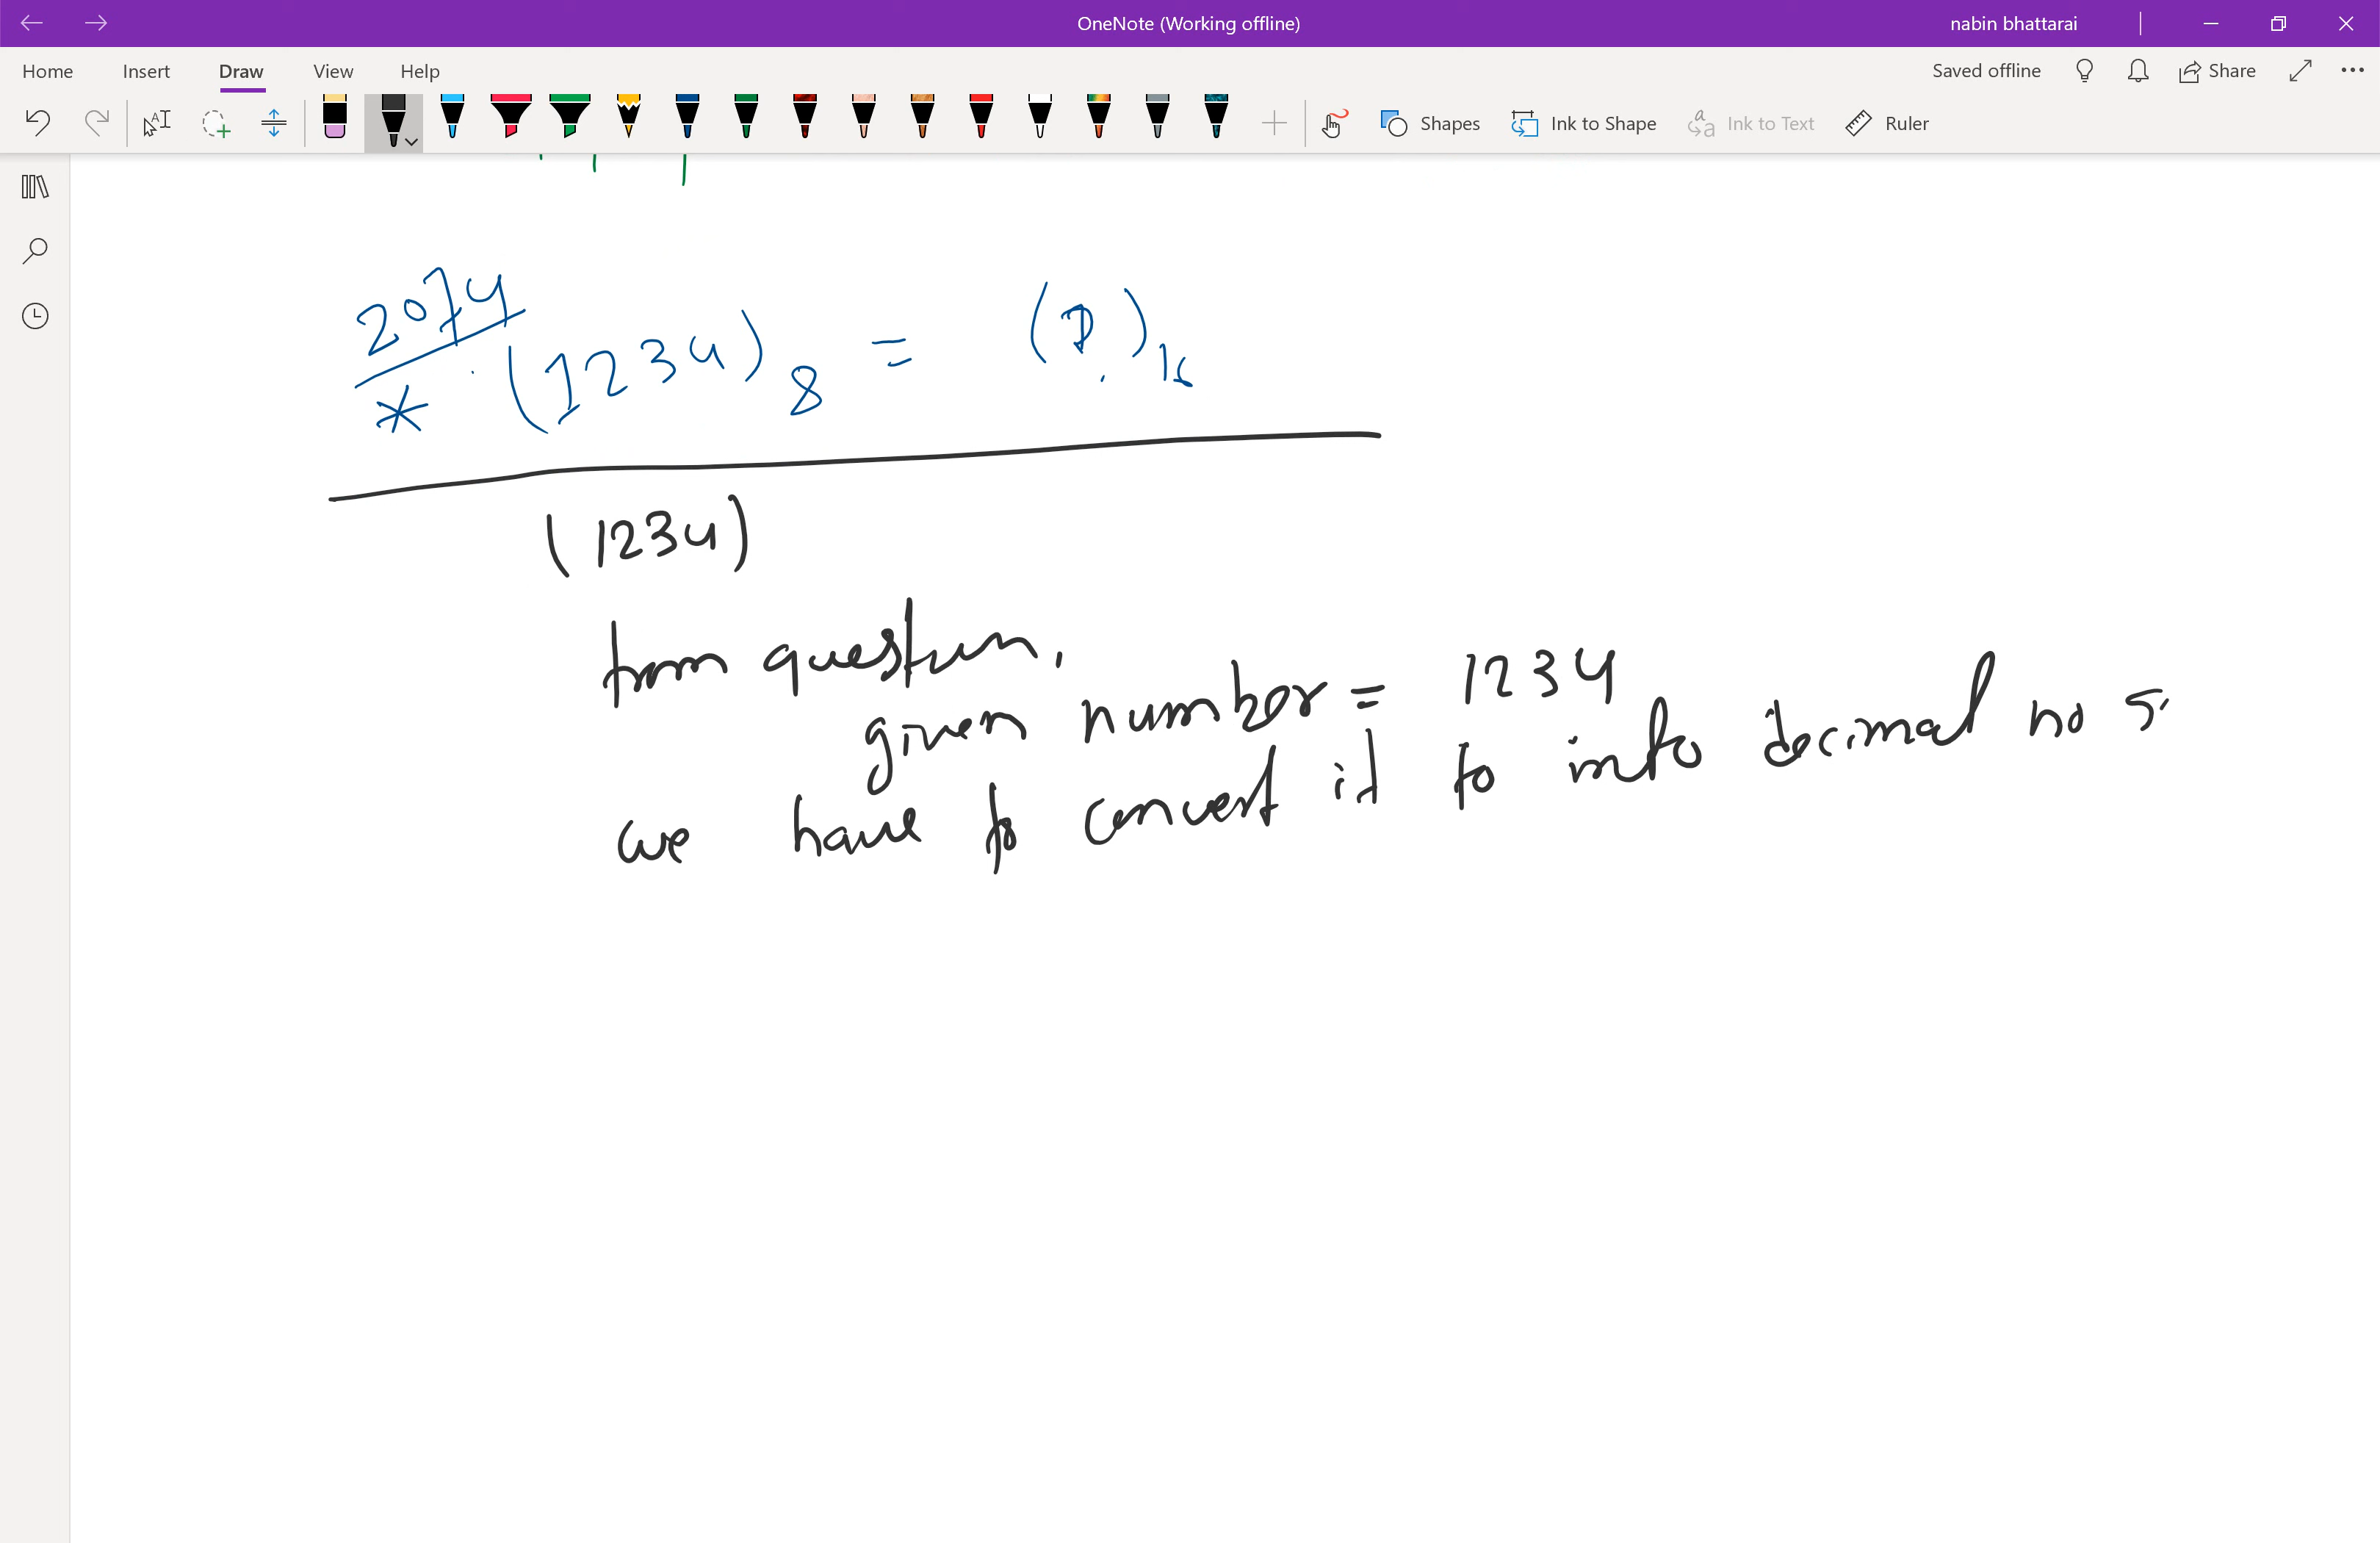 OneNote (Working offline)
nabin bhattarai
Home Insert Draw View Help
Saved offline Share
Shapes Ink to Shape Ink to Text Ruler
2074
* (1234)8 = (?)16
(1234)
from question,
given number = 1234
we have to convert it to into decimal no